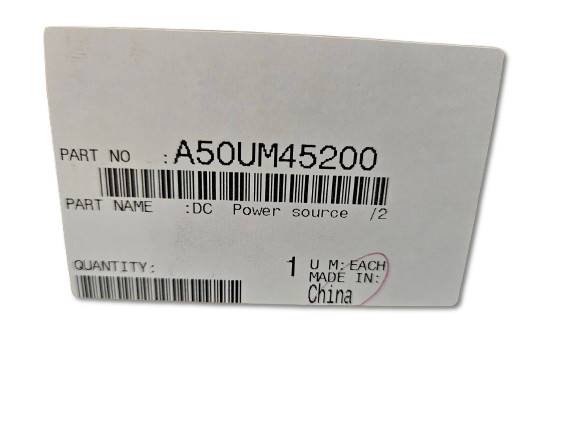 PART NO :A50UM45200
PART NAME :DC Power source /2
QUANTITY: 1 U M:EACH
MADE IN:
China